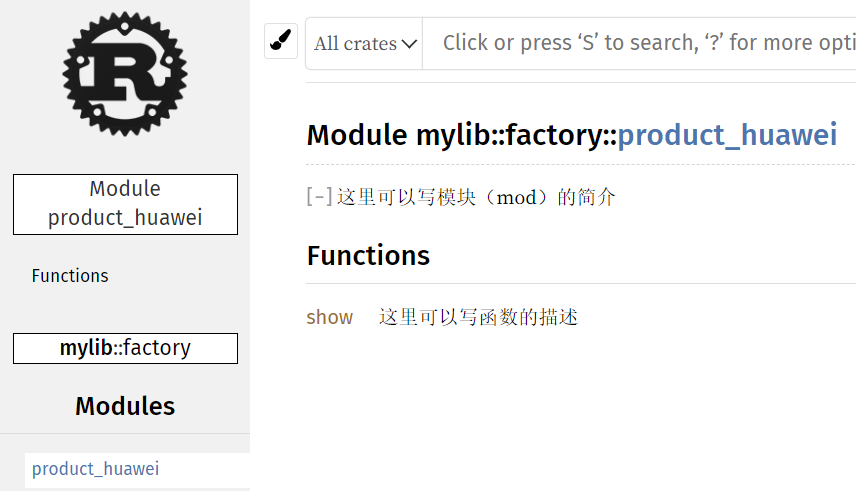 R
Module
product_huawei
Functions
mylib::factory
Modules
product_huawei
All crates
Click or press ‘S’ to search, ‘?’ for more opti
Module mylib::factory::product_huawei
[-] 这里可以写模块（mod）的简介
Functions
show 这里可以写函数的描述